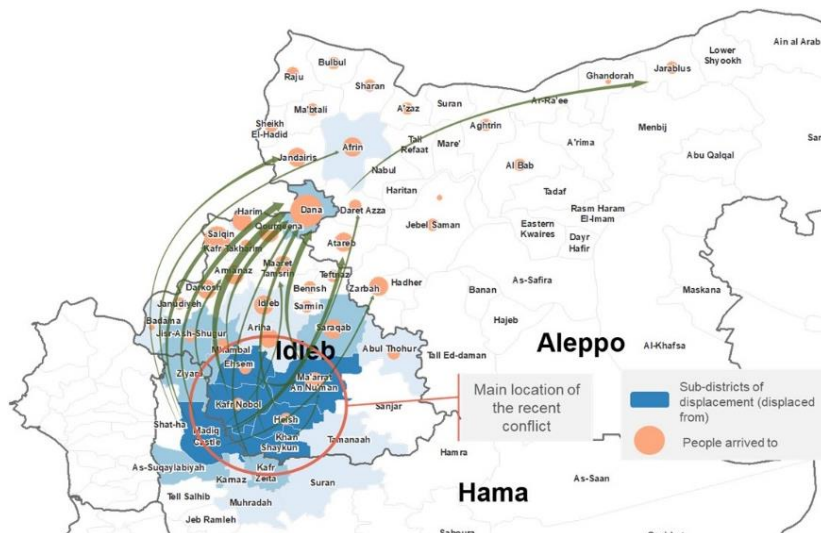 Ain al Arab
Lower
Shyookh
Bulbul
Raju
Sharan
Ghandorah
Jarablus
Ma'btali
A'zaz
Suran
Ar-Ra'ee
Sheikh
El-Hadid
Aghtrin
Menbij
Afrin
Tall
Refaat
Mare'
A'rima
Jandairis
Al Bab
Abu Qalqal
Nabul
Haritan
Tadaf
Dana
Daret Azza
Rasm Haram
El-Imam
Harim
Qourqeena
Jebel Saman
Eastern
Kwaires
Dayr
Hafir
Salqin
Kafr Takharim
Atareb
Maaret
Tamsrin
Armanaz
Teftnaz
Hadher
As-Safira
Darkosh
Bennsh
Zarbah
Banan
Maskana
Janudiyeh
Idleb
Sarmin
Hajeb
Badama
Jisr-Ash-Shugur
Ariha
Saraqab
Aleppo
Al-Khafsa
Idleb
Mhambal
Abul Thohur
Tall Ed-daman
Ehsem
Ziyara
Ma'arrat
An Nu'man
Main location of
the recent
conflict
Sub-districts of
displacement (displaced
from)
People arrived to
Kafr Nobol
Sanjar
Shat-ha
Heish
Madiq
Castle
Khan
Shaykun
Tamanaah
Hamra
As-Suqaylabiyah
Kafr
Zeita
Karnaz
As-Saan
Suran
Hama
Tell Salhib
Muhradah
Jeb Ramleh